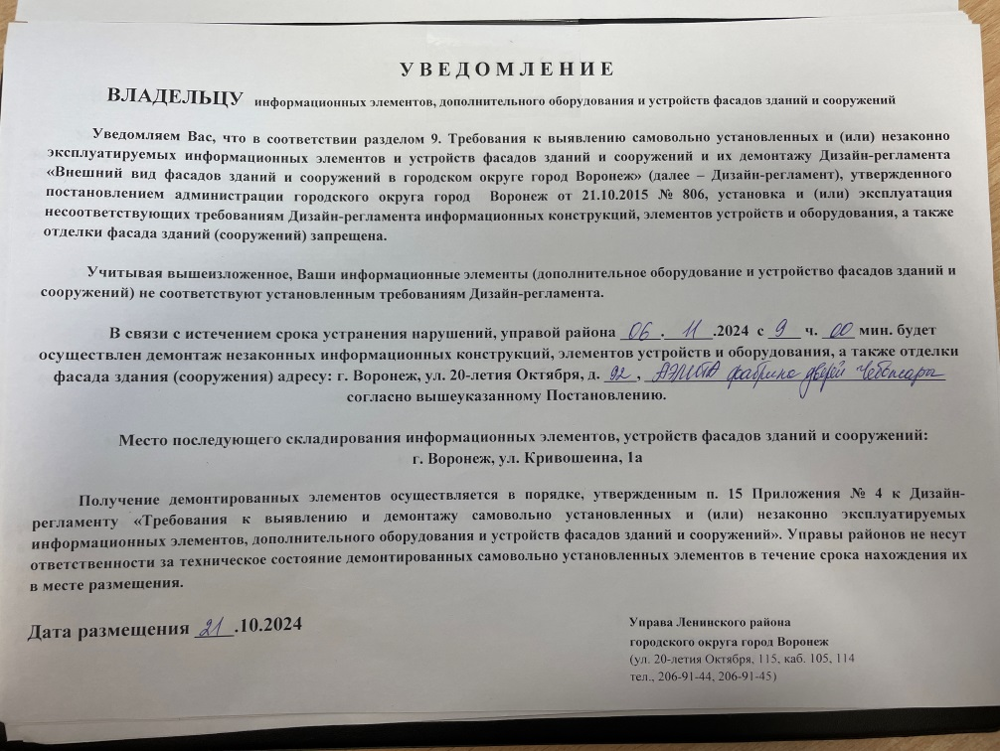 УВЕДОМЛЕНИЕ
ВЛАДЕЛЬЦУ информационных элементов, дополнительного оборудования и устройств фасадов зданий и сооружений
Уведомляем Вас, что в соответствии разделом 9. Требования к выявлению самовольно установленных и (или) незаконно
эксплуатируемых информационных элементов и устройств фасадов зданий и сооружений и их демонтажу Дизайн-регламента
«Внешний вид фасадов зданий и сооружений в городском округе город Воронеж» (далее – Дизайн-регламент), утвержденного
постановлением администрации городского округа город Воронеж от 21.10.2015 № 806, установка и (или) эксплуатация
несоответствующих требованиям Дизайн-регламента информационных конструкций, элементов устройств и оборудования, а также
отделки фасада зданий (сооружений) запрещена.
Учитывая вышеизложенное, Ваши информационные элементы (дополнительное оборудование и устройство фасадов зданий и
сооружений) не соответствуют установленным требованиям Дизайн-регламента.
В связи с истечением срока устранения нарушений, управой района 06.11.2024 с 9 ч. 00 мин. будет
осуществлен демонтаж незаконных информационных конструкций, элементов устройств и оборудования, а также отделки
фасада здания (сооружения) адресу: г. Воронеж, ул. 20-летия Октября, д. 92, АЭЛИТА фабрика дверей Чебоксары
согласно вышеуказанному Постановлению.
Место последующего складирования информационных элементов, устройств фасадов зданий и сооружений:
г. Воронеж, ул. Кривошеина, 1а
Получение демонтированных элементов осуществляется в порядке, утвержденным п. 15 Приложения № 4 к Дизайн-
регламенту «Требования к выявлению и демонтажу самовольно установленных и (или) незаконно эксплуатируемых
информационных элементов, дополнительного оборудования и устройств фасадов зданий и сооружений». Управы районов не несут
ответственности за техническое состояние демонтированных самовольно установленных элементов в течение срока нахождения их
в месте размещения.
Дата размещения 21.10.2024
Управа Ленинского района
городского округа город Воронеж
(ул. 20-летия Октября, 115, каб. 105, 114
тел., 206-91-44, 206-91-45)